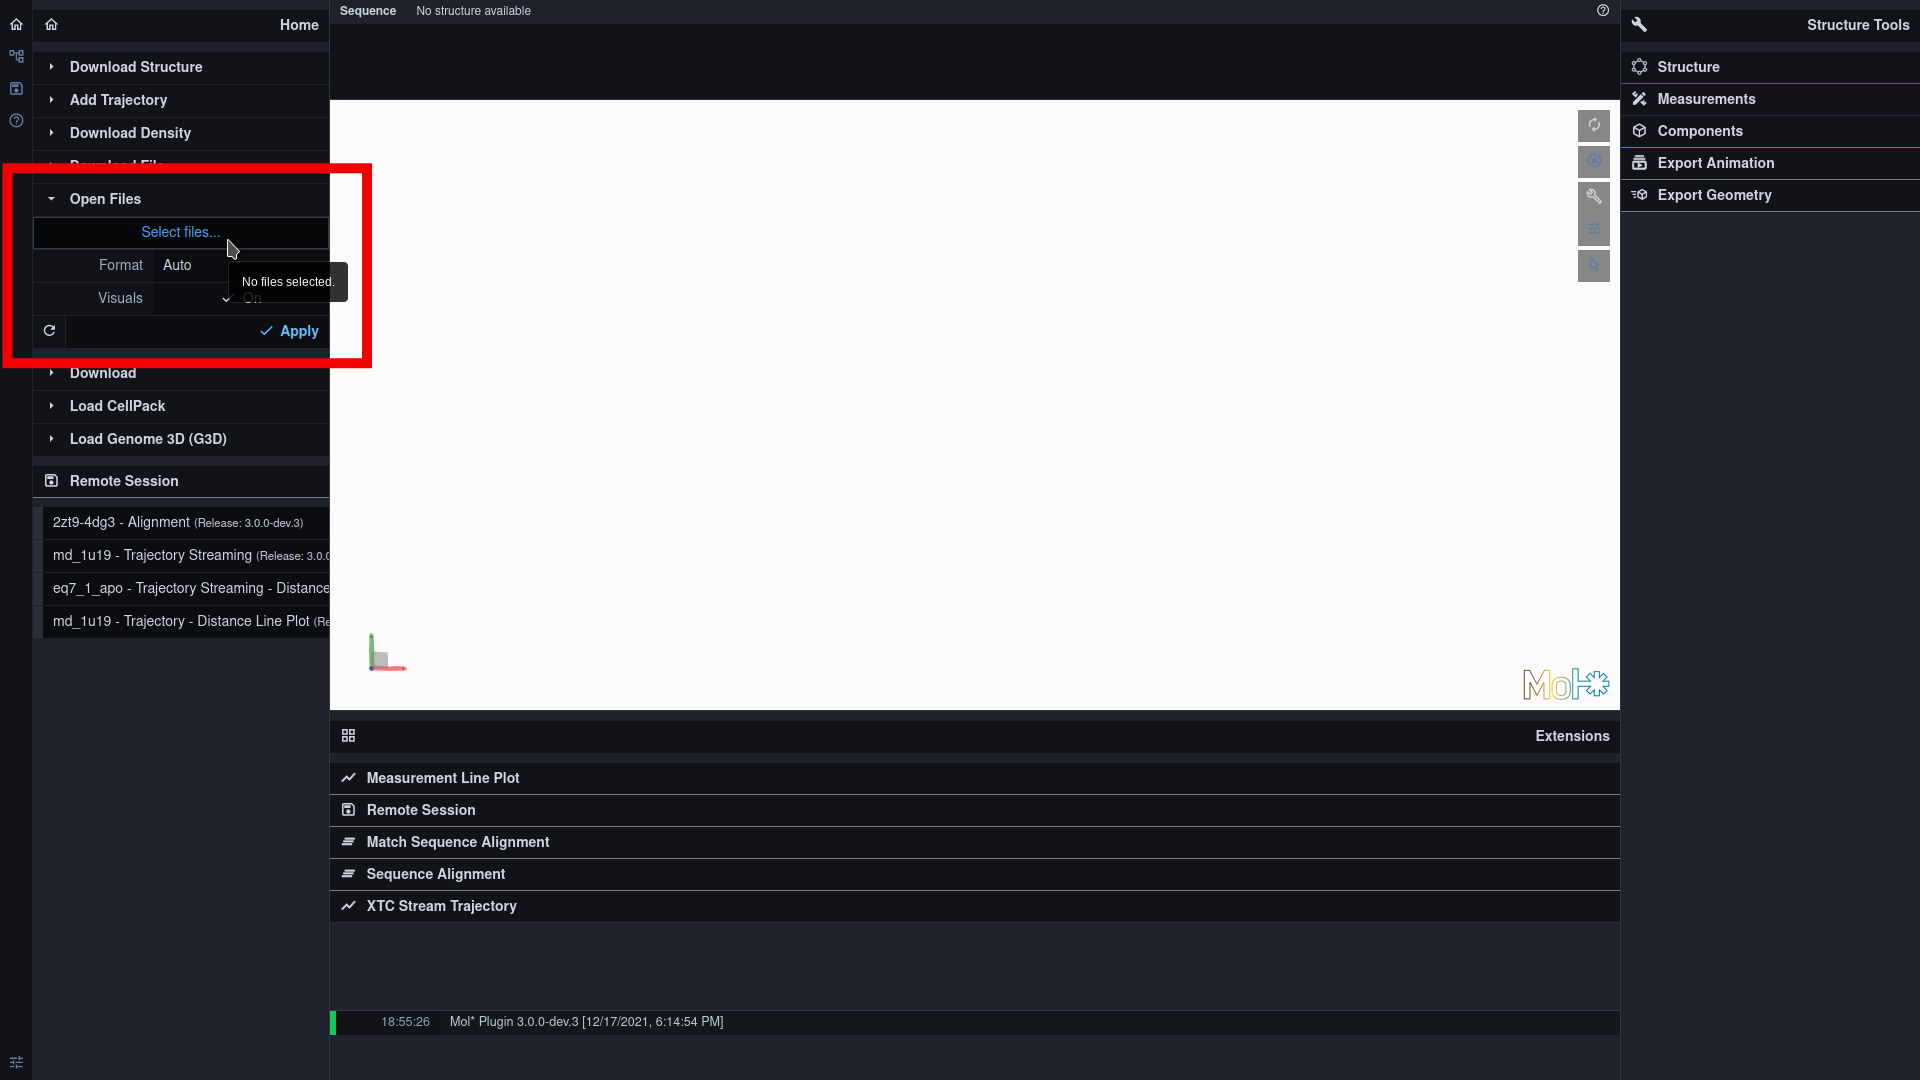 Home
Download Structure
Add Trajectory
Download Density
Download File
Open Files
Select files...
Format Auto
No files selected.
Visuals On
Apply
Download
Load CellPack
Load Genome 3D (G3D)
Remote Session
2zt9-4dg3 - Alignment (Release: 3.0.0-dev.3)
md_1u19 - Trajectory Streaming (Release: 3.0.0
eq7_1_apo - Trajectory Streaming - Distance
md_1u19 - Trajectory - Distance Line Plot (Re
Sequence No structure available
Mol*
Extensions
Measurement Line Plot
Remote Session
Match Sequence Alignment
Sequence Alignment
XTC Stream Trajectory
18:55:26 Mol* Plugin 3.0.0-dev.3 [12/17/2021, 6:14:54 PM]
Structure Tools
Structure
Measurements
Components
Export Animation
Export Geometry